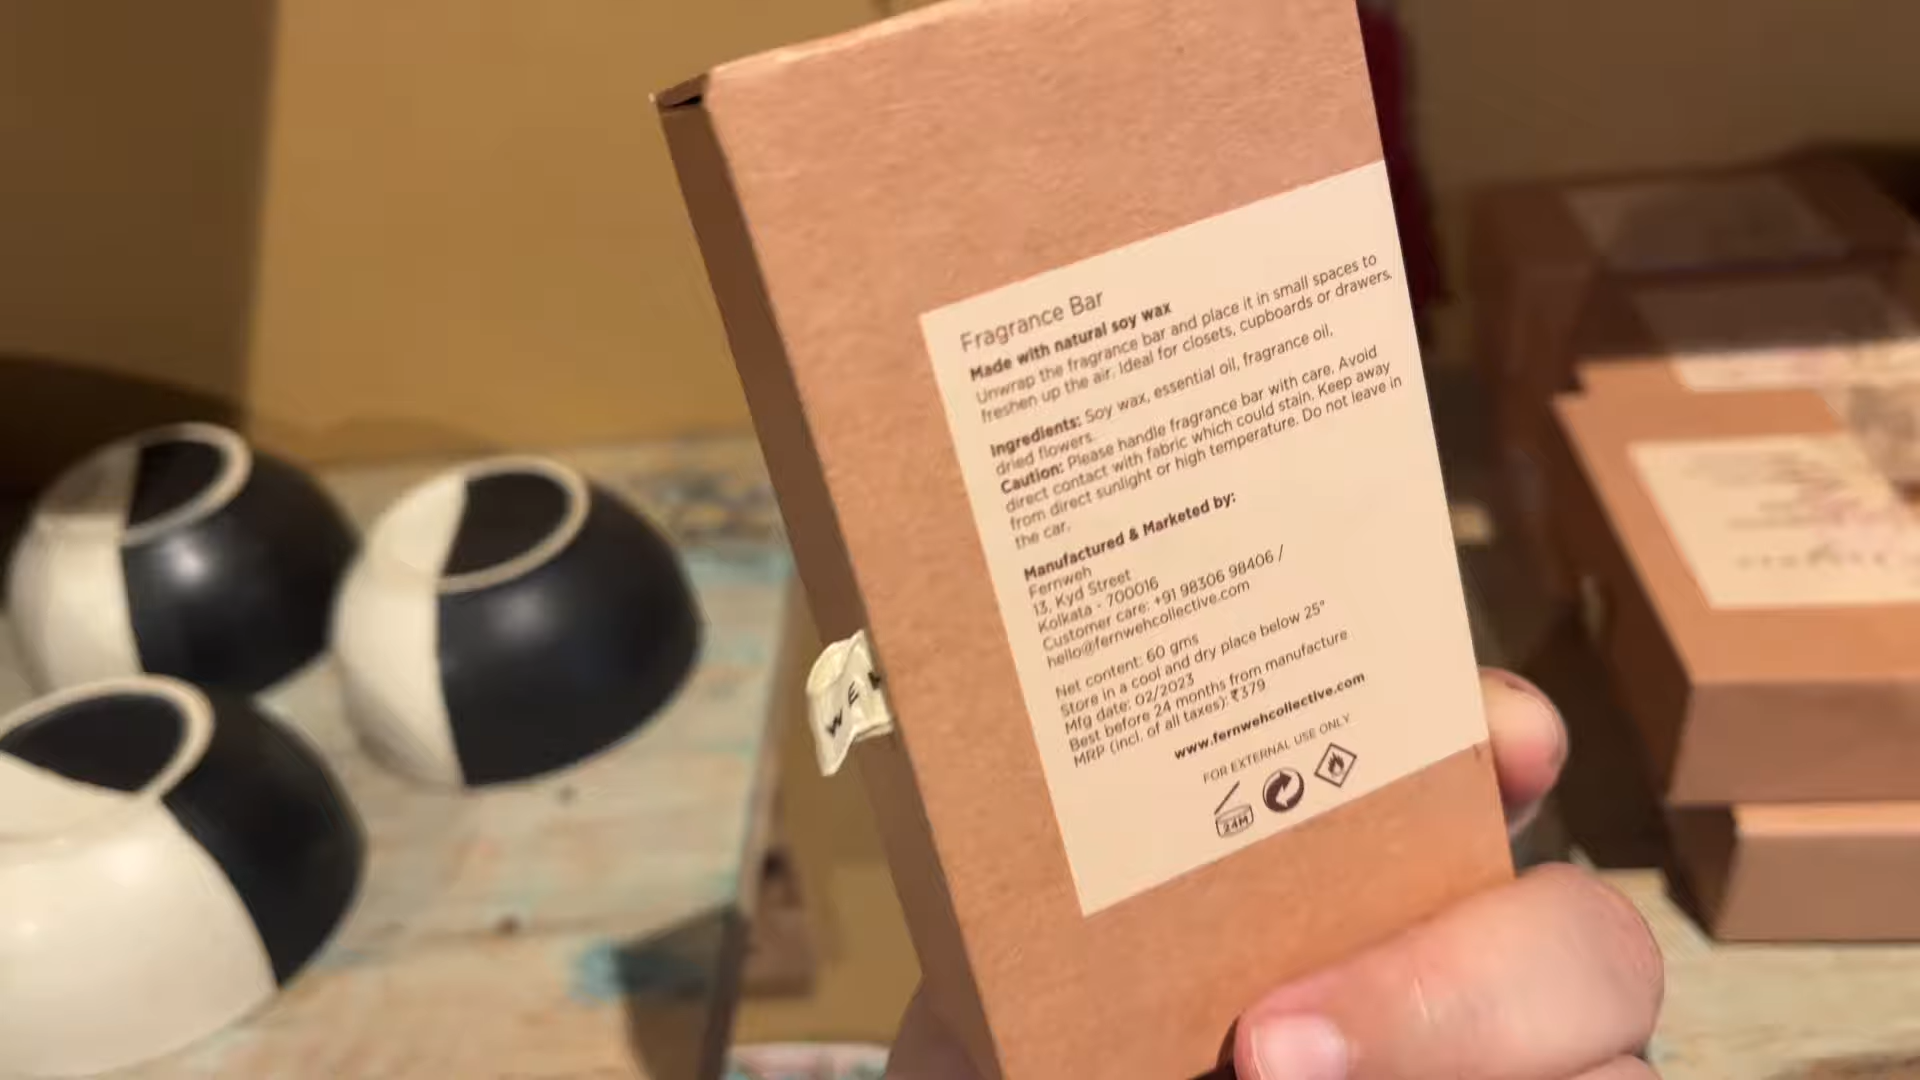 Fragrance Bar
Made with natural soy wax
Unwrap the fragrance bar and place it in small spaces to
freshen up the air. Ideal for closets, cupboards or drawers.
Ingredients: Soy wax, essential oil, fragrance oil,
dried flowers.
Caution: Please handle fragrance bar with care. Avoid
direct contact with fabric which could stain. Keep away
from direct sunlight or high temperature. Do not leave in
the car.
Manufactured & Marketed by:
Fernweh
13, Kyd Street
Kolkata - 700016
Customer care: +91 98306 98406 /
hello@fernwehcollective.com
Net content: 60 gms
Store in a cool and dry place below 25°
Mfg date: 02/2023
Best before 24 months from manufacture
MRP (incl. of all taxes): ₹379
www.fernwehcollective.com
FOR EXTERNAL USE ONLY
24M